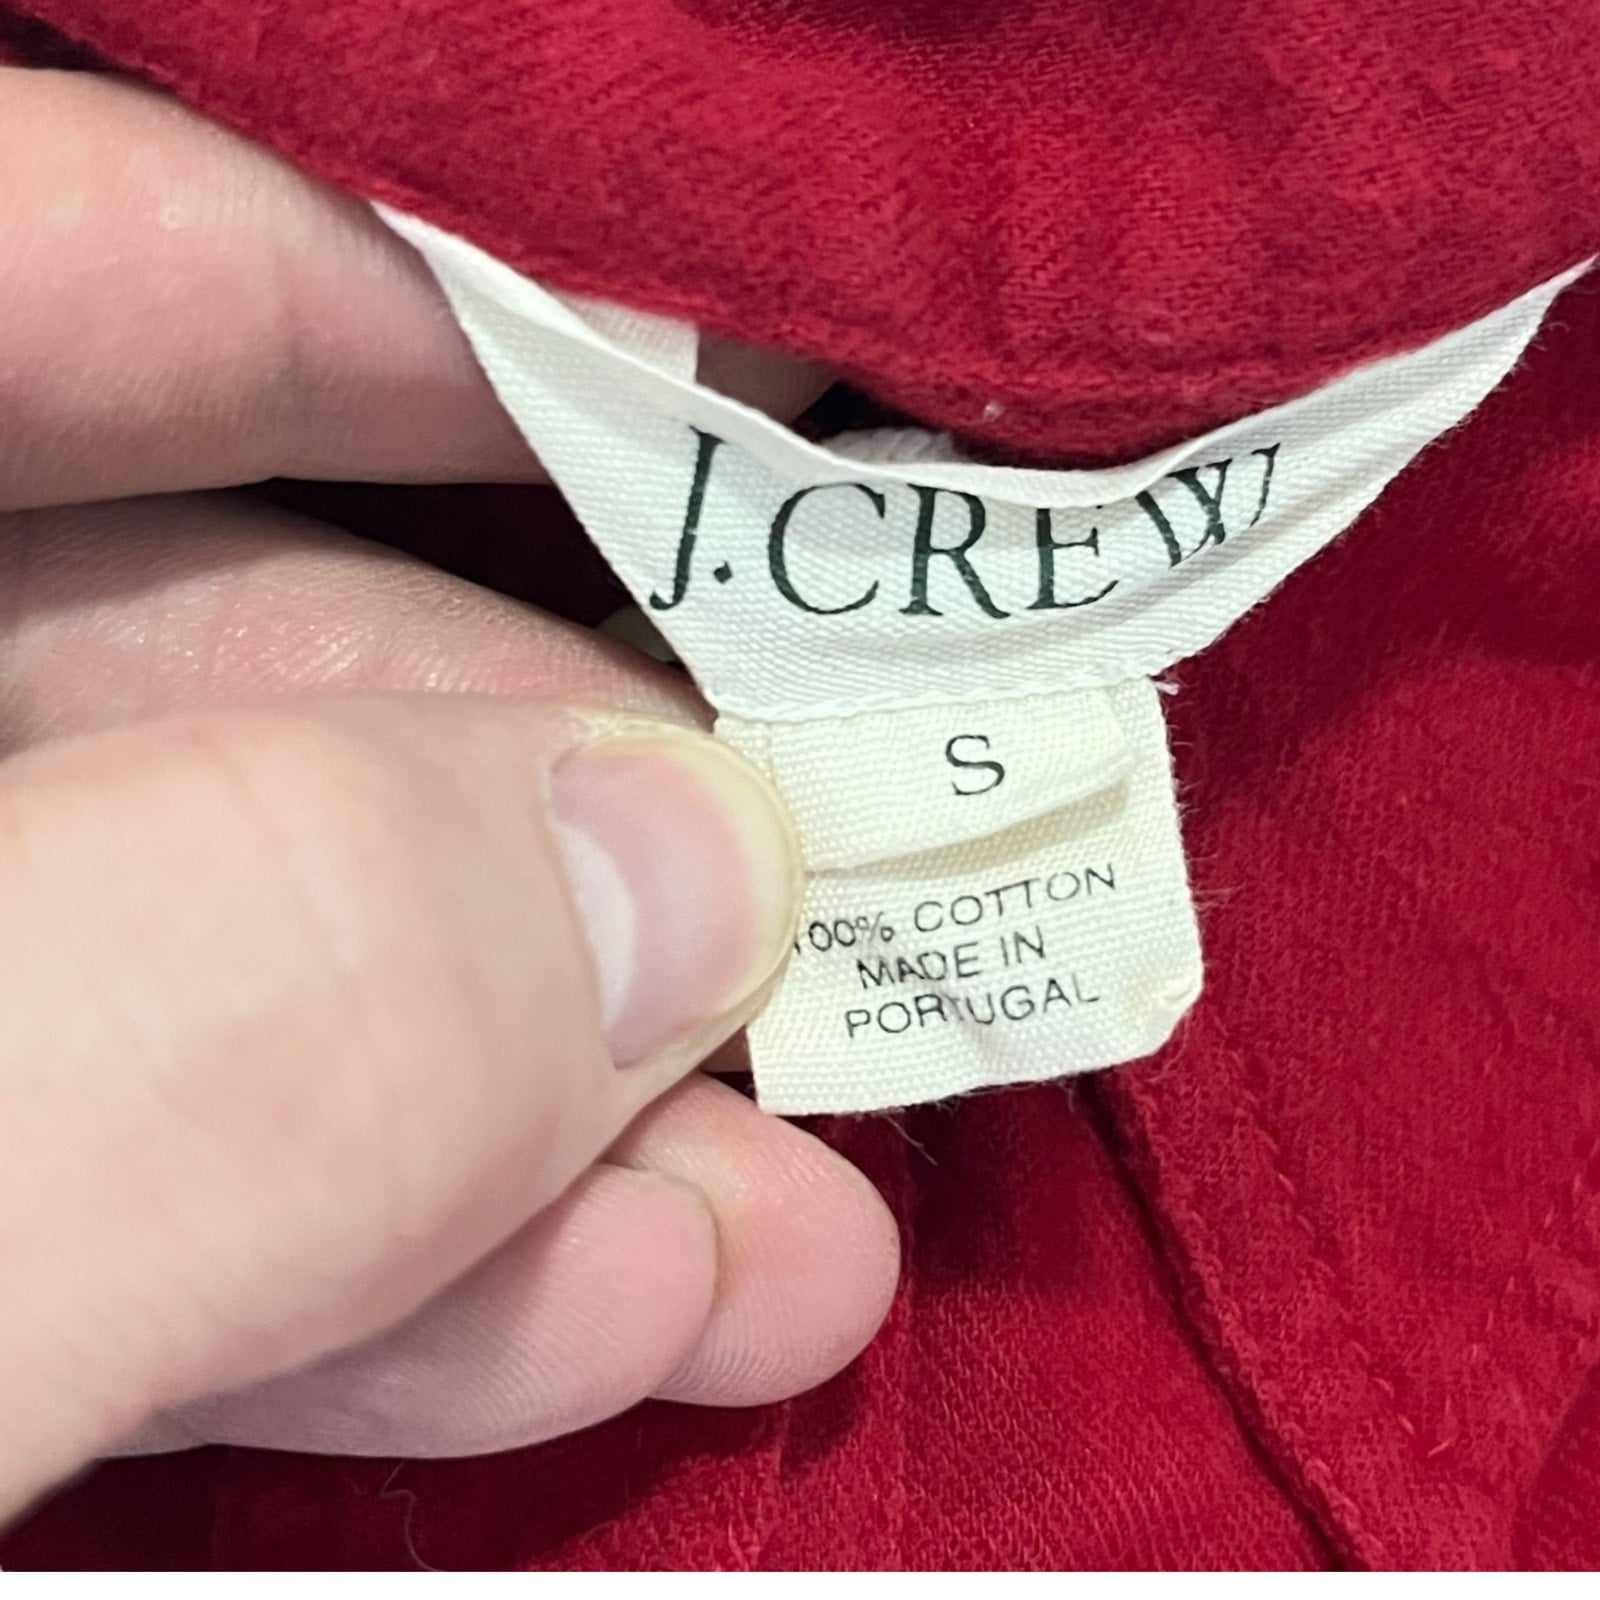 J.CREW
S
100% COTTON
MADE IN
PORTUGAL